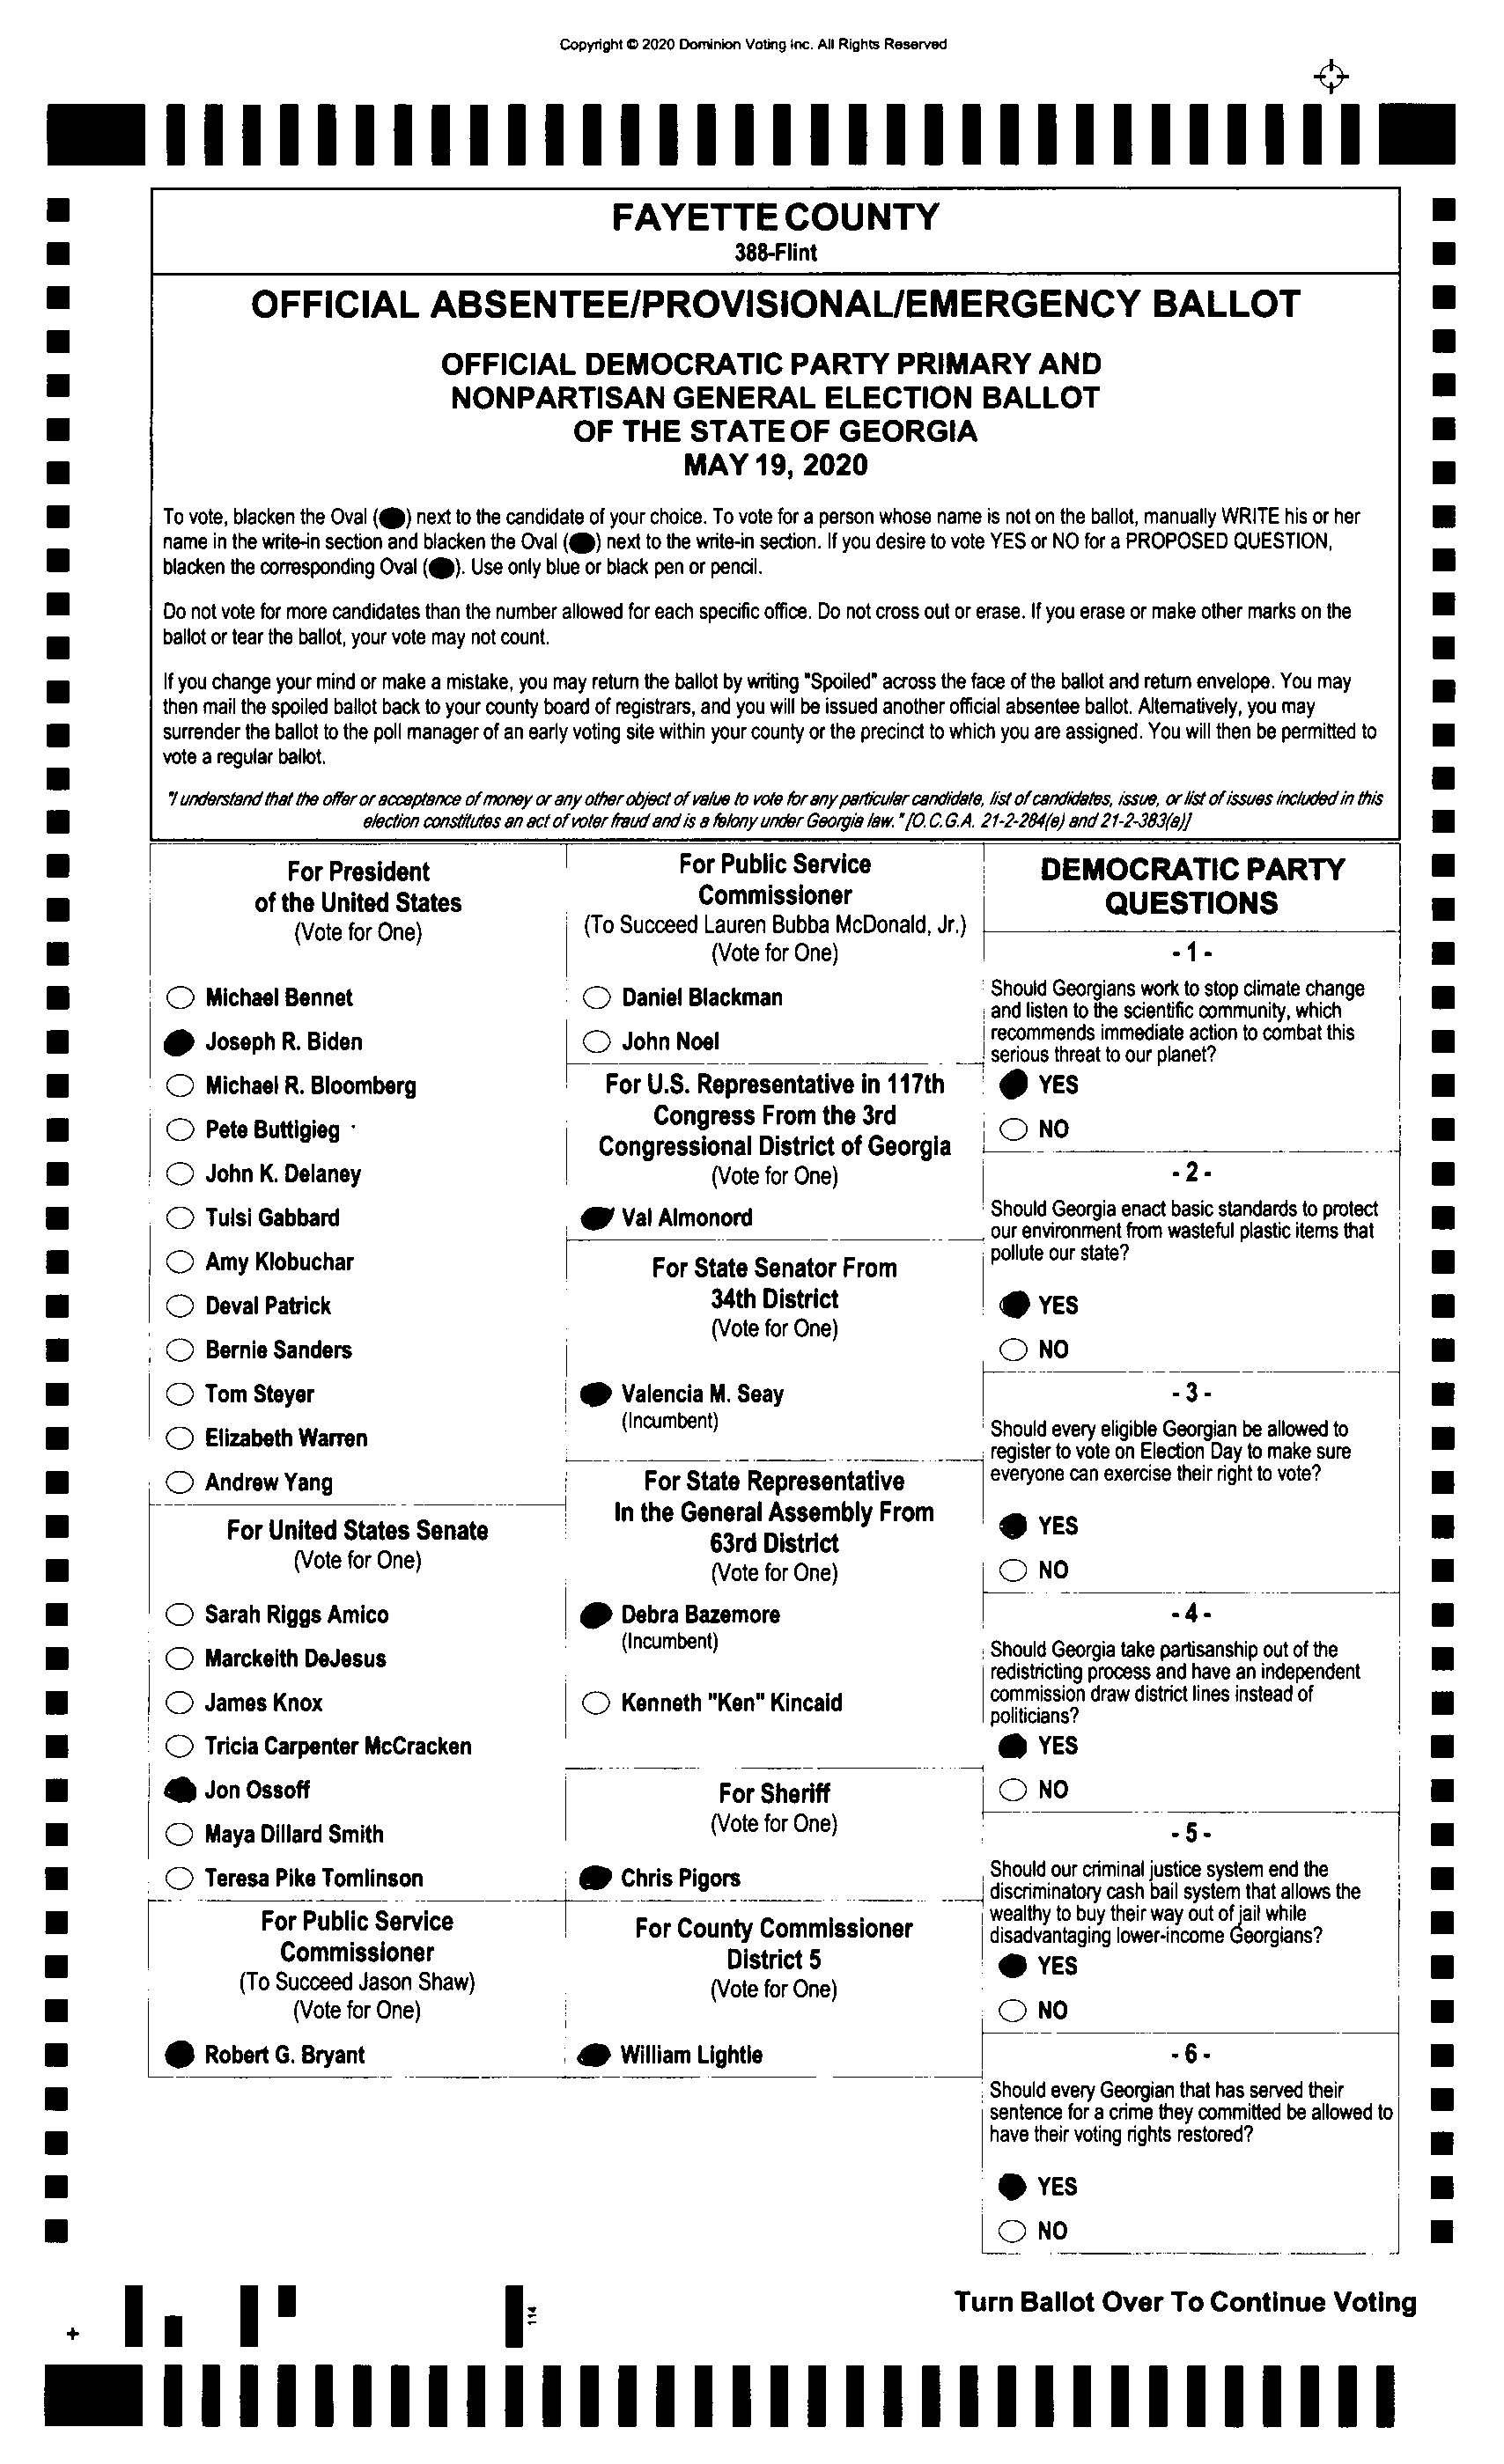 Copyright © 2020 Dominion Voting Inc. All Rights Reserved
FAYETTE COUNTY
388-Flint
OFFICIAL ABSENTEE/PROVISIONAL/EMERGENCY BALLOT
OFFICIAL DEMOCRATIC PARTY PRIMARY AND
NONPARTISAN GENERAL ELECTION BALLOT
OF THE STATE OF GEORGIA
MAY 19, 2020
To vote, blacken the Oval (●) next to the candidate of your choice. To vote for a person whose name is not on the ballot, manually WRITE his or her
name in the write-in section and blacken the Oval (●) next to the write-in section. If you desire to vote YES or NO for a PROPOSED QUESTION,
blacken the corresponding Oval (●). Use only blue or black pen or pencil.
Do not vote for more candidates than the number allowed for each specific office. Do not cross out or erase. If you erase or make other marks on the
ballot or tear the ballot, your vote may not count.
If you change your mind or make a mistake, you may return the ballot by writing "Spoiled" across the face of the ballot and return envelope. You may
then mail the spoiled ballot back to your county board of registrars, and you will be issued another official absentee ballot. Alternatively, you may
surrender the ballot to the poll manager of an early voting site within your county or the precinct to which you are assigned. You will then be permitted to
vote a regular ballot.
"I understand that the offer or acceptance of money or any other object of value to vote for any particular candidate, list of candidates, issue, or list of issues included in this
election constitutes an act of voter fraud and is a felony under Georgia law." [O.C.G.A. 21-2-284(e) and 21-2-383(a)]
For President
of the United States
(Vote for One)
Michael Bennet
Joseph R. Biden
Michael R. Bloomberg
Pete Buttigieg
John K. Delaney
Tulsi Gabbard
Amy Klobuchar
Deval Patrick
Bernie Sanders
Tom Steyer
Elizabeth Warren
Andrew Yang
For United States Senate
(Vote for One)
Sarah Riggs Amico
Marckeith DeJesus
James Knox
Tricia Carpenter McCracken
Jon Ossoff
Maya Dillard Smith
Teresa Pike Tomlinson
For Public Service
Commissioner
(To Succeed Jason Shaw)
(Vote for One)
Robert G. Bryant
For Public Service
Commissioner
(To Succeed Lauren Bubba McDonald, Jr.)
(Vote for One)
Daniel Blackman
John Noel
For U.S. Representative in 117th
Congress From the 3rd
Congressional District of Georgia
(Vote for One)
Val Almonord
For State Senator From
34th District
(Vote for One)
Valencia M. Seay
(Incumbent)
For State Representative
In the General Assembly From
63rd District
(Vote for One)
Debra Bazemore
(Incumbent)
Kenneth "Ken" Kincaid
For Sheriff
(Vote for One)
Chris Pigors
For County Commissioner
District 5
(Vote for One)
William Lightle
DEMOCRATIC PARTY
QUESTIONS
- 1 -
Should Georgians work to stop climate change
and listen to the scientific community, which
recommends immediate action to combat this
serious threat to our planet?
YES
NO
- 2 -
Should Georgia enact basic standards to protect
our environment from wasteful plastic items that
pollute our state?
YES
NO
- 3 -
Should every eligible Georgian be allowed to
register to vote on Election Day to make sure
everyone can exercise their right to vote?
YES
NO
- 4 -
Should Georgia take partisanship out of the
redistricting process and have an independent
commission draw district lines instead of
politicians?
YES
NO
- 5 -
Should our criminal justice system end the
discriminatory cash bail system that allows the
wealthy to buy their way out of jail while
disadvantaging lower-income Georgians?
YES
NO
- 6 -
Should every Georgian that has served their
sentence for a crime they committed be allowed to
have their voting rights restored?
YES
NO
Turn Ballot Over To Continue Voting
114